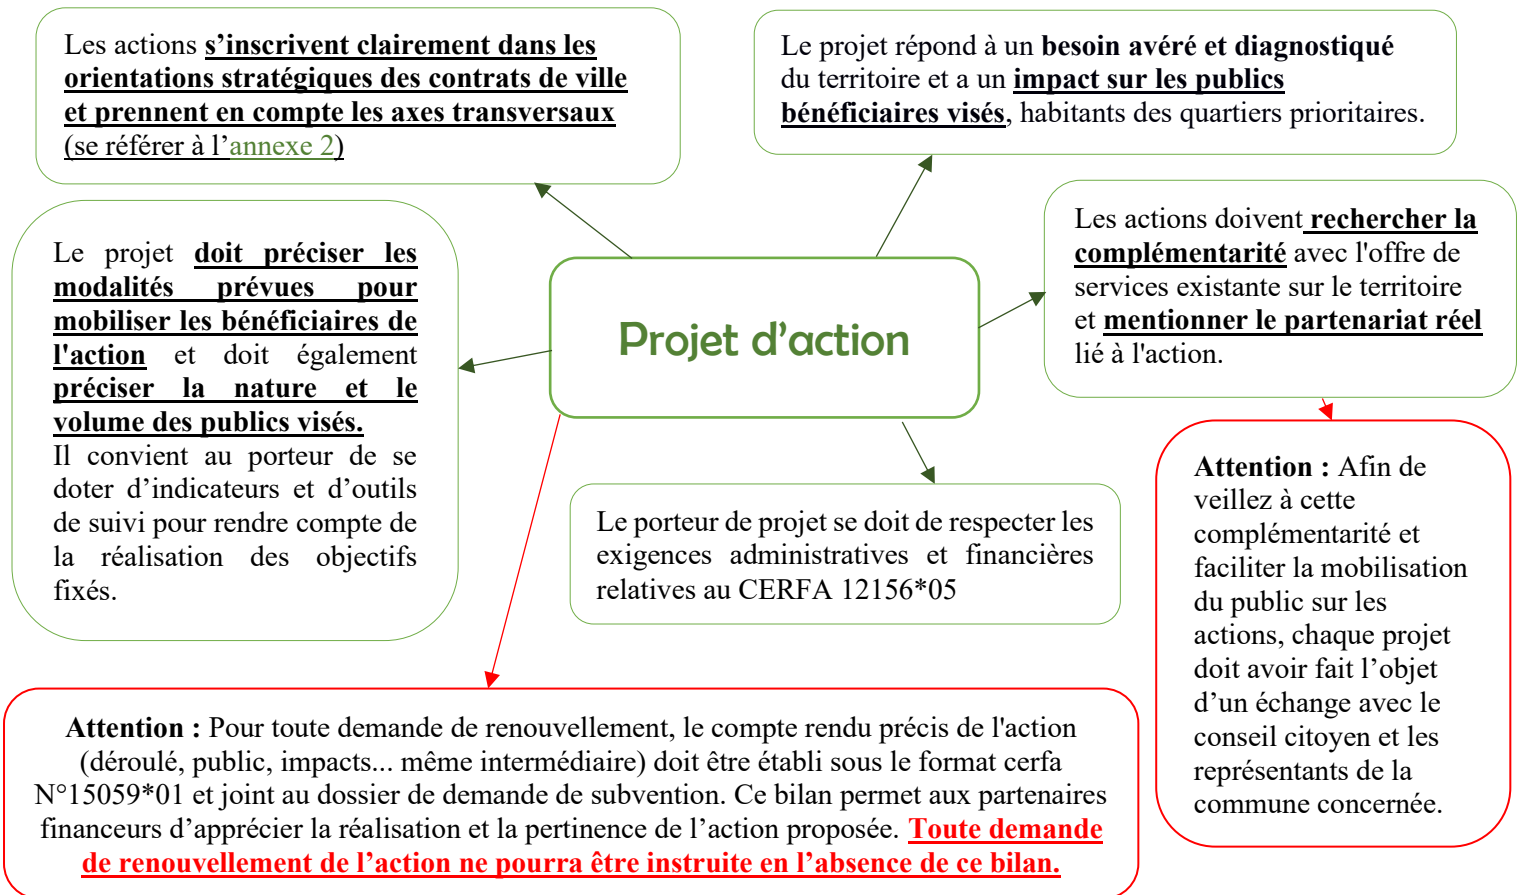 Les actions s’inscrivent clairement dans les
orientations stratégiques des contrats de ville
et prennent en compte les axes transversaux
(se référer à l’annexe 2)
Le projet répond à un besoin avéré et diagnostiqué
du territoire et a un impact sur les publics
bénéficiaires visés, habitants des quartiers prioritaires.
Le projet doit préciser les
modalités prévues pour
mobiliser les bénéficiaires de
l'action et doit également
préciser la nature et le
volume des publics visés.
Il convient au porteur de se
doter d’indicateurs et d’outils
de suivi pour rendre compte de
la réalisation des objectifs
fixés.
Projet d’action
Les actions doivent rechercher la
complémentarité avec l'offre de
services existante sur le territoire
et mentionner le partenariat réel
lié à l'action.
Le porteur de projet se doit de respecter les
exigences administratives et financières
relatives au CERFA 12156*05
Attention : Afin de
veillez à cette
complémentarité et
faciliter la mobilisation
du public sur les
actions, chaque projet
doit avoir fait l’objet
d’un échange avec le
conseil citoyen et les
représentants de la
commune concernée.
Attention : Pour toute demande de renouvellement, le compte rendu précis de l'action
(déroulé, public, impacts... même intermédiaire) doit être établi sous le format cerfa
N°15059*01 et joint au dossier de demande de subvention. Ce bilan permet aux partenaires
financeurs d’apprécier la réalisation et la pertinence de l’action proposée. Toute demande
de renouvellement de l’action ne pourra être instruite en l’absence de ce bilan.